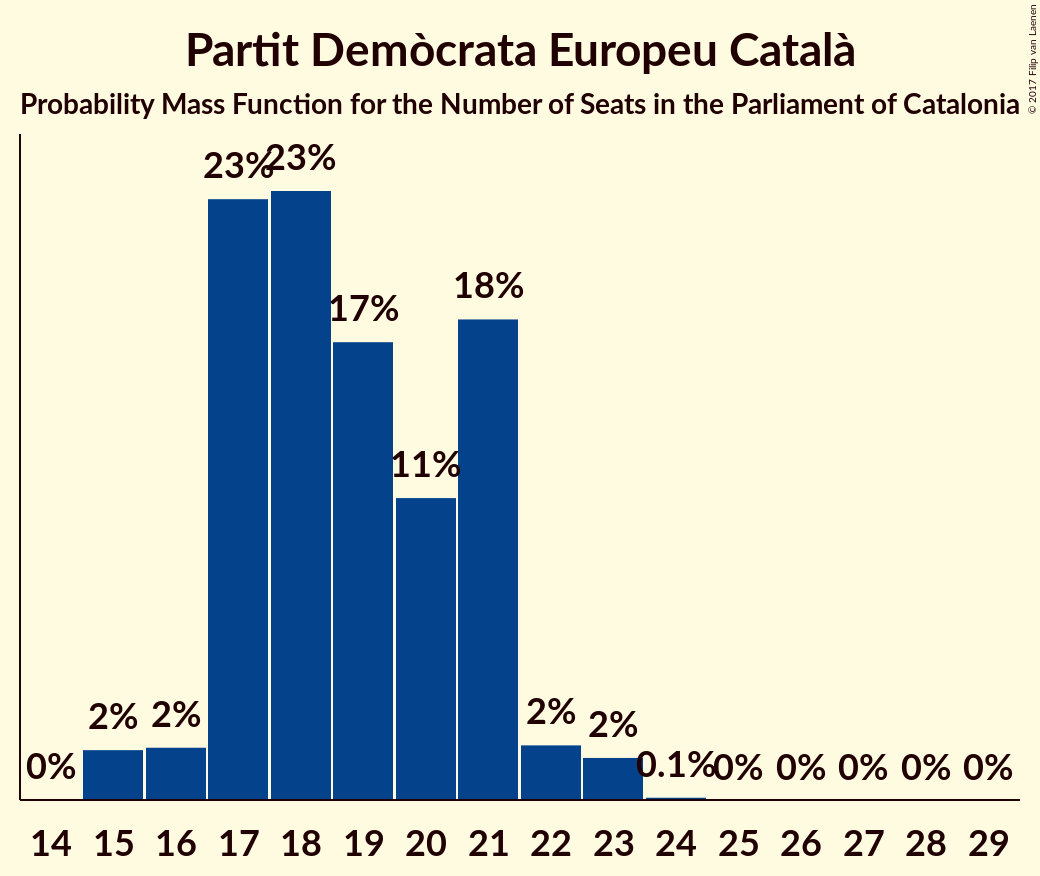 Partit Demòcrata Europeu Català
Probability Mass Function for the Number of Seats in the Parliament of Catalonia
© 2017 Filip van Laenen
23% 23%
18%
17%
11%
2% 2% 2% 2%
0% 0.1% 0% 0% 0% 0% 0%
14 15 16 17 18 19 20 21 22 23 24 25 26 27 28 29